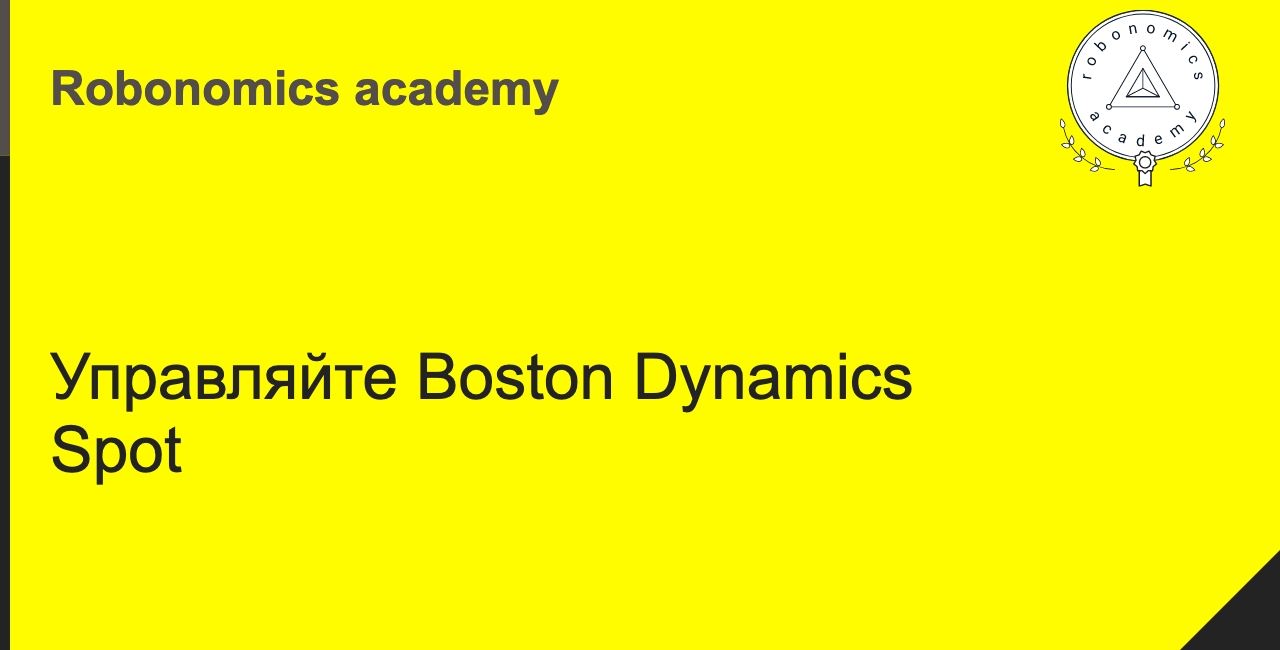 Robonomics academy
robonomics
academy
Управляйте Boston Dynamics
Spot